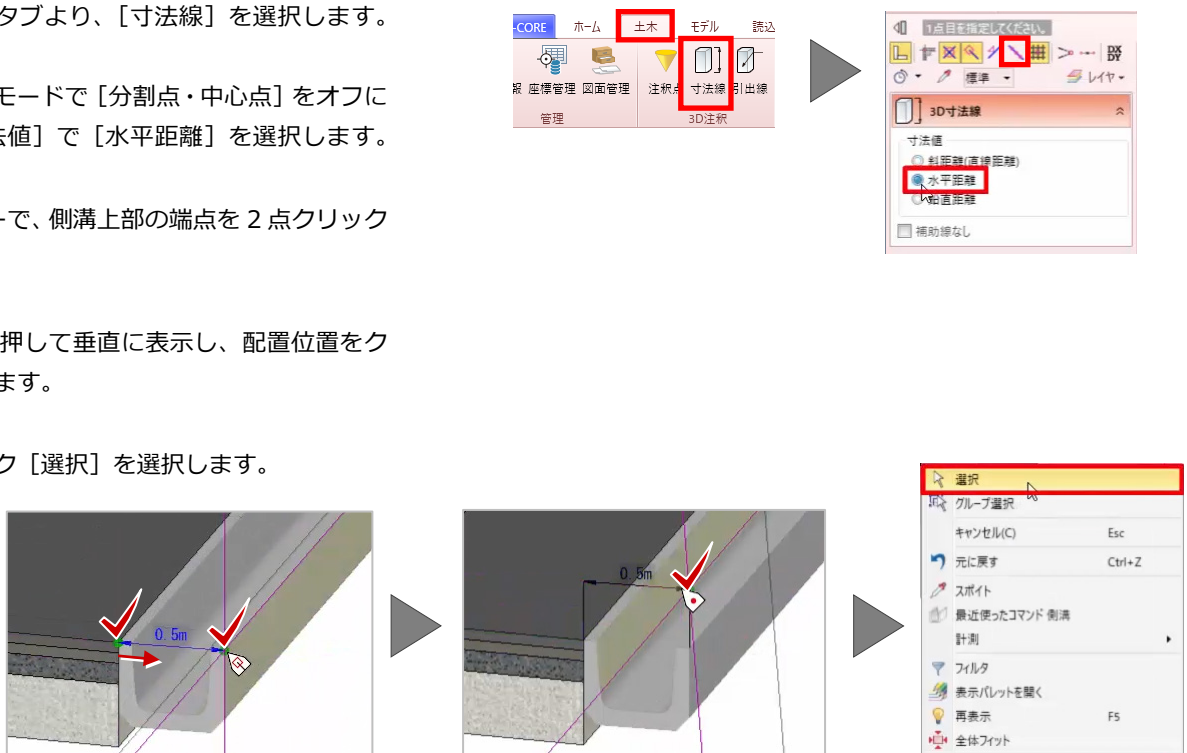 タブより、［寸法線］を選択します。
モードで［分割点・中心点］をオフに
値］で［水平距離］を選択します。
で、側溝上部の端点を２点クリック
押して垂直に表示し、配置位置をク
ます。
ク［選択］を選択します。
-CORE ホーム 土木 モデル 読込
座標管理 図面管理 注釈点 寸法線 引出線
管理 3D注釈
1点目を指定してください。
DX
DY
標準 レイヤ
3D寸法線
寸法値
斜距離(直線距離)
水平距離
鉛直距離
補助線なし
0.5m
0.5m
選択
グループ選択
キャンセル(C) Esc
元に戻す Ctrl+Z
スポイト
最近使ったコマンド 側溝
計測
フィルタ
表示パレットを開く
再表示 F5
全体フィット